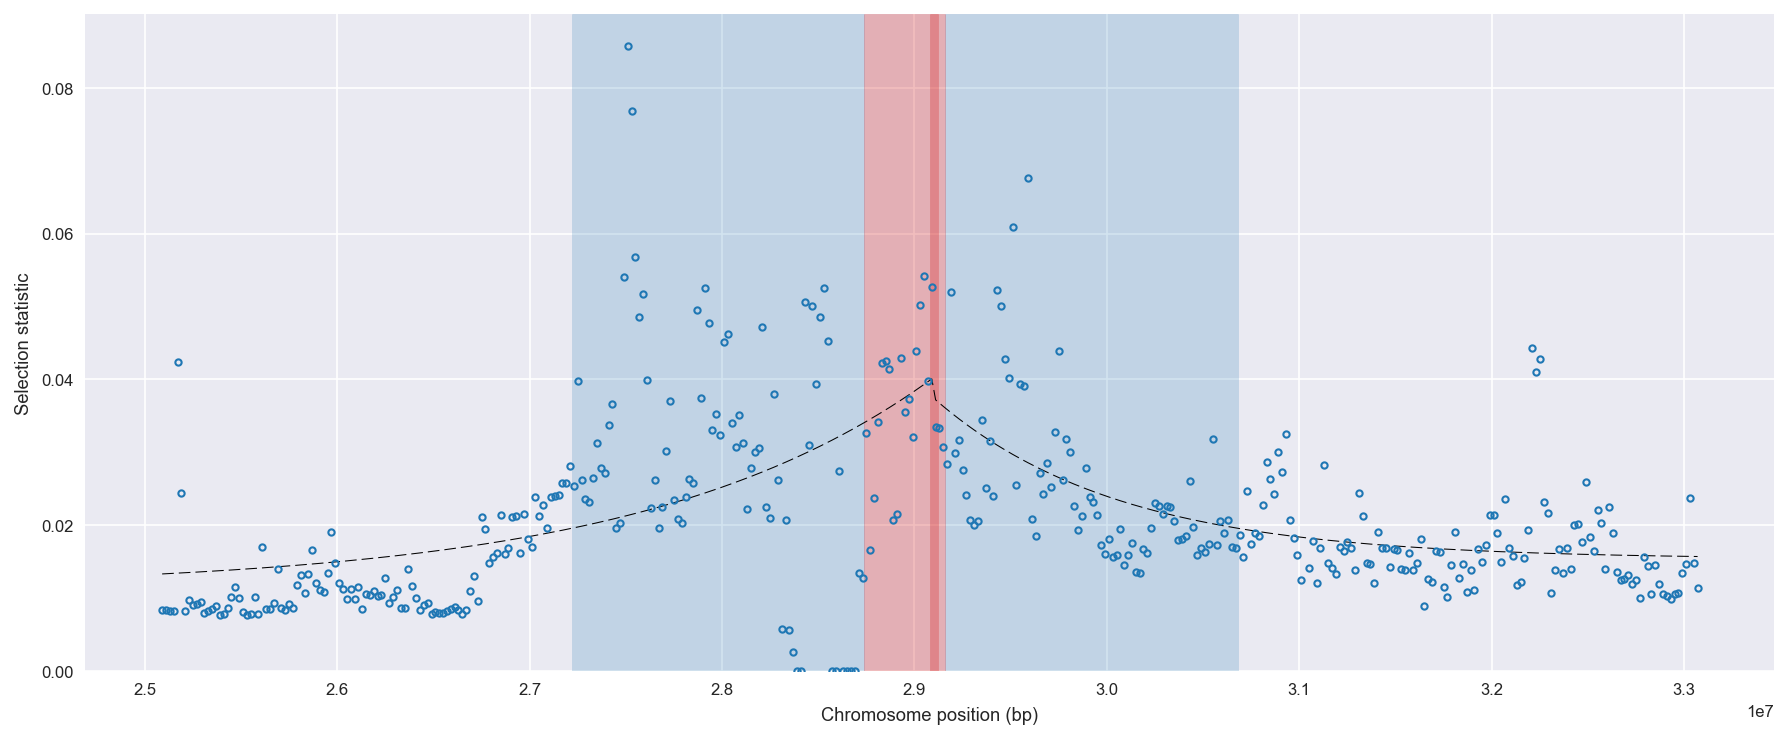 Selection statistic
0.08
0.06
0.04
0.02
0.00
2.5 2.6 2.7 2.8 2.9 3.0 3.1 3.2 3.3
1e7
Chromosome position (bp)